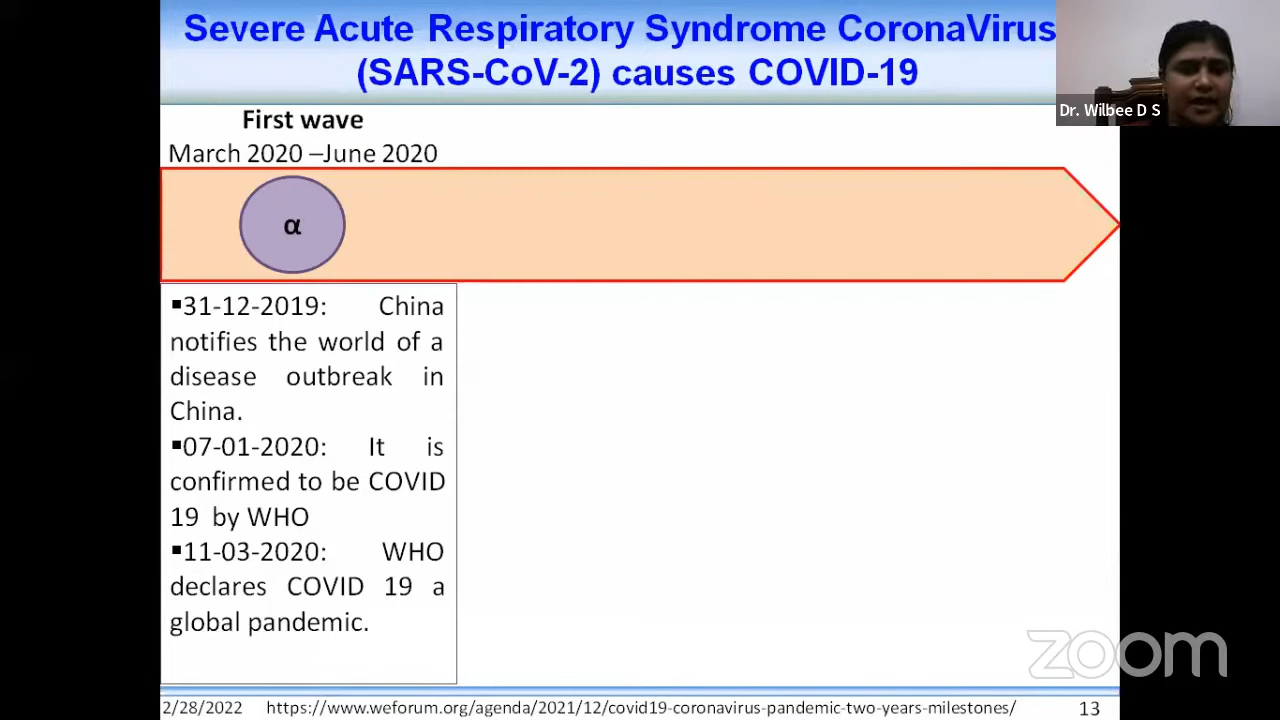 Severe Acute Respiratory Syndrome CoronaVirus
(SARS-CoV-2) causes COVID-19
Dr. Wilbee D S
First wave
March 2020 –June 2020
α
▪31-12-2019: China
notifies the world of a
disease outbreak in
China.
▪07-01-2020: It is
confirmed to be COVID
19 by WHO
▪11-03-2020: WHO
declares COVID 19 a
global pandemic.
zoom
2/28/2022 https://www.weforum.org/agenda/2021/12/covid19-coronavirus-pandemic-two-years-milestones/ 13